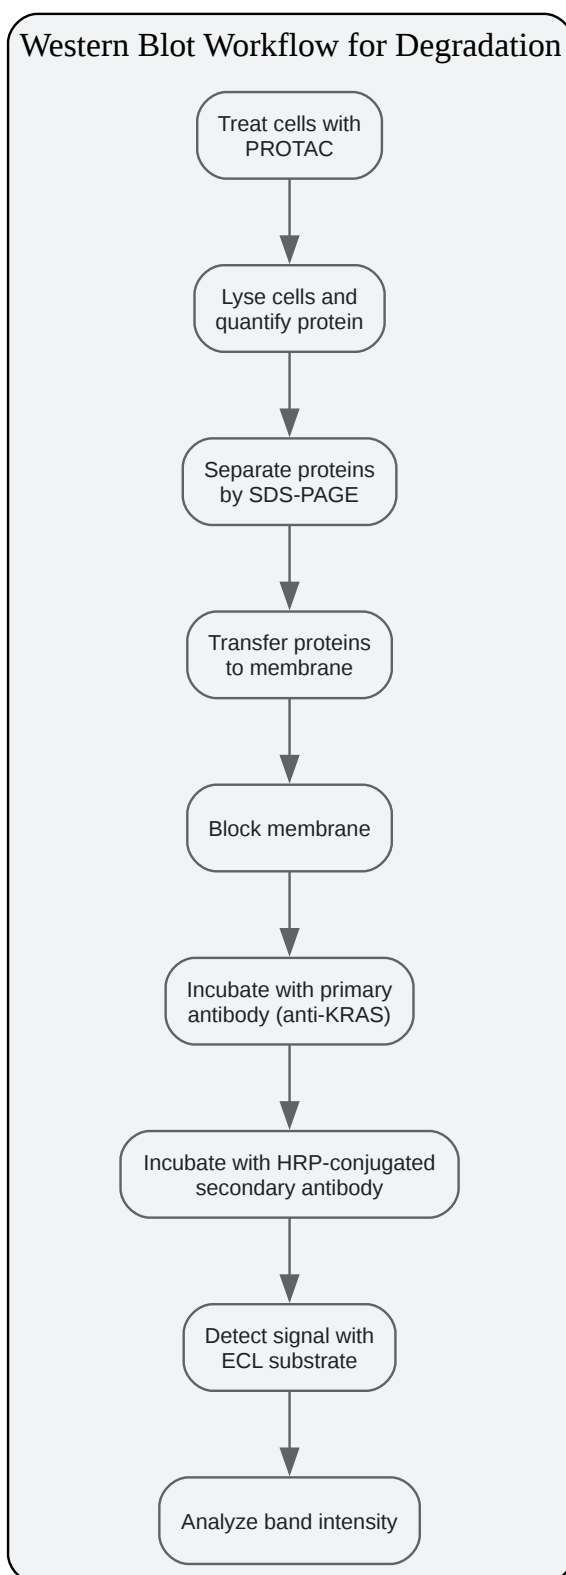 Western Blot Workflow for Degradation
Treat cells with
PROTAC
Lyse cells and
quantify protein
Separate proteins
by SDS-PAGE
Transfer proteins
to membrane
Block membrane
Incubate with primary
antibody (anti-KRAS)
Incubate with HRP-conjugated
secondary antibody
Detect signal with
ECL substrate
Analyze band intensity